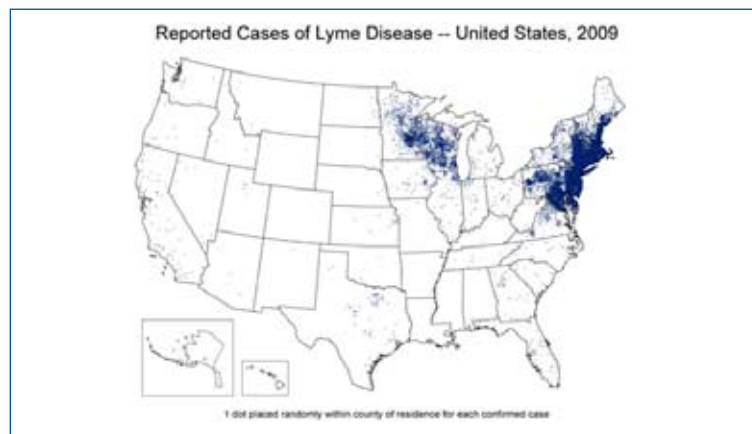 Reported Cases of Lyme Disease -- United States, 2009
1 dot placed randomly within county of residence for each confirmed case